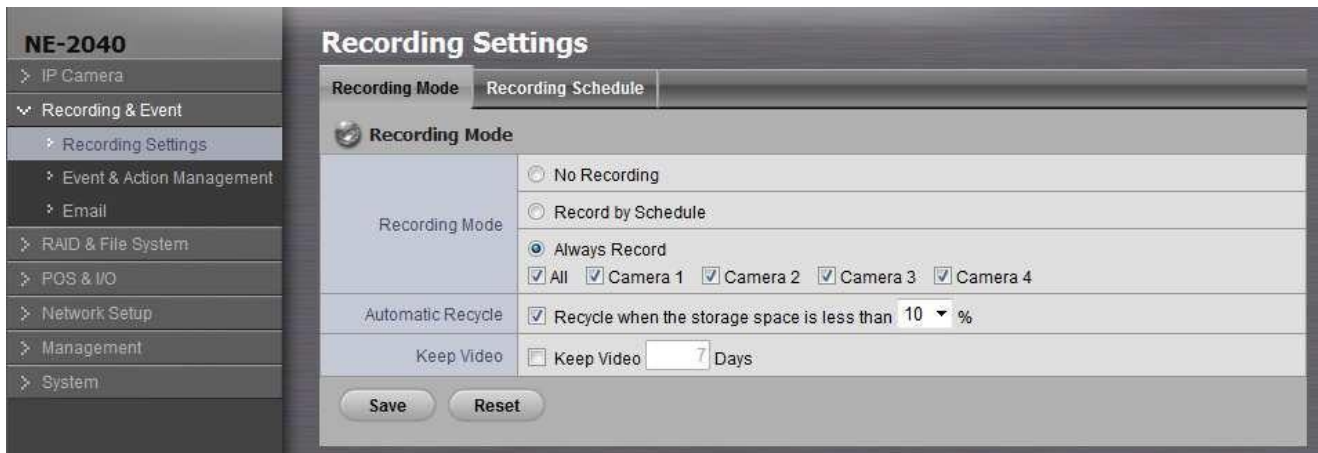 NE-2040
IP Camera
Recording & Event
Recording Settings
Event & Action Management
Email
RAID & File System
POS & I/O
Network Setup
Management
System
Recording Settings
Recording Mode Recording Schedule
Recording Mode
Recording Mode
No Recording
Record by Schedule
Always Record
All Camera 1 Camera 2 Camera 3 Camera 4
Automatic Recycle Recycle when the storage space is less than 10 %
Keep Video Keep Video 7 Days
Save Reset